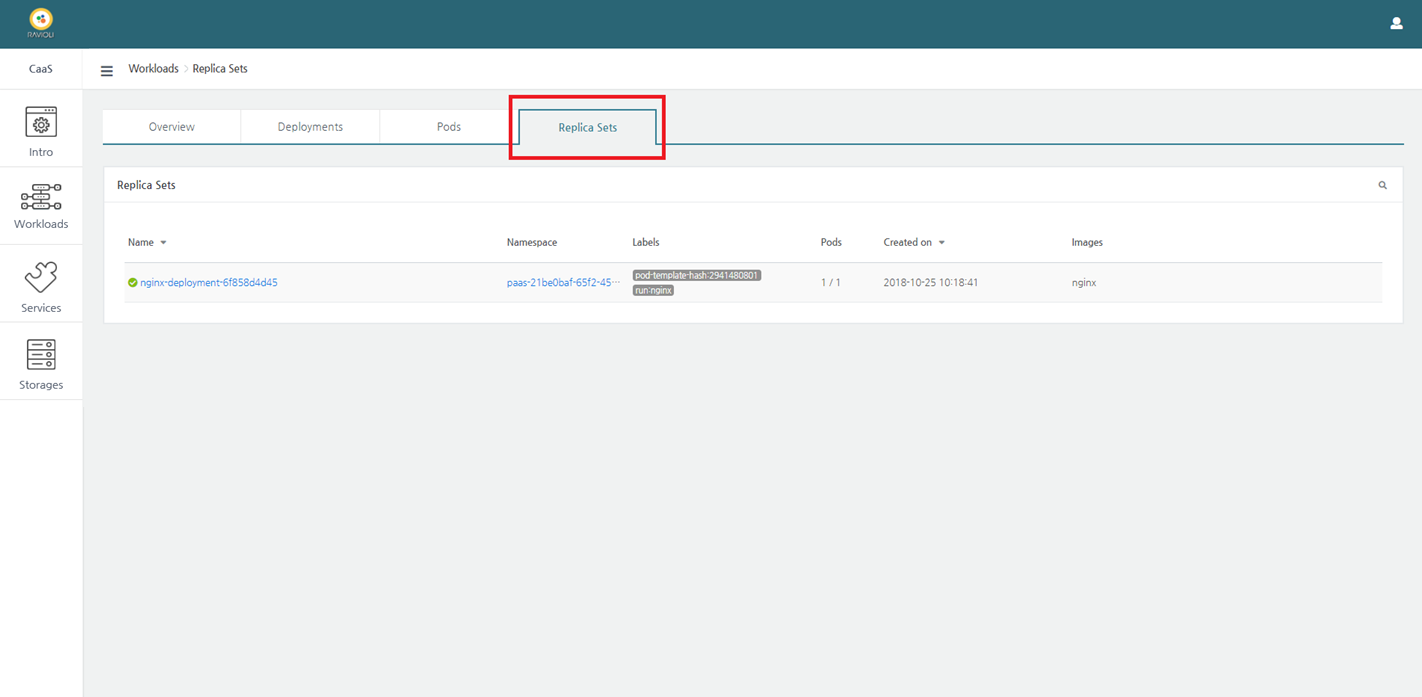 RAVIOLI
CaaS
Workloads > Replica Sets
Intro
Workloads
Services
Storages
Overview Deployments Pods Replica Sets
Replica Sets
Name Namespace Labels Pods Created on Images
nginx-deployment-6f858d4d45 paas-21be0baf-65f2-45… pod-template-hash:2941480801 1 / 1 2018-10-25 10:18:41 nginx
run:nginx